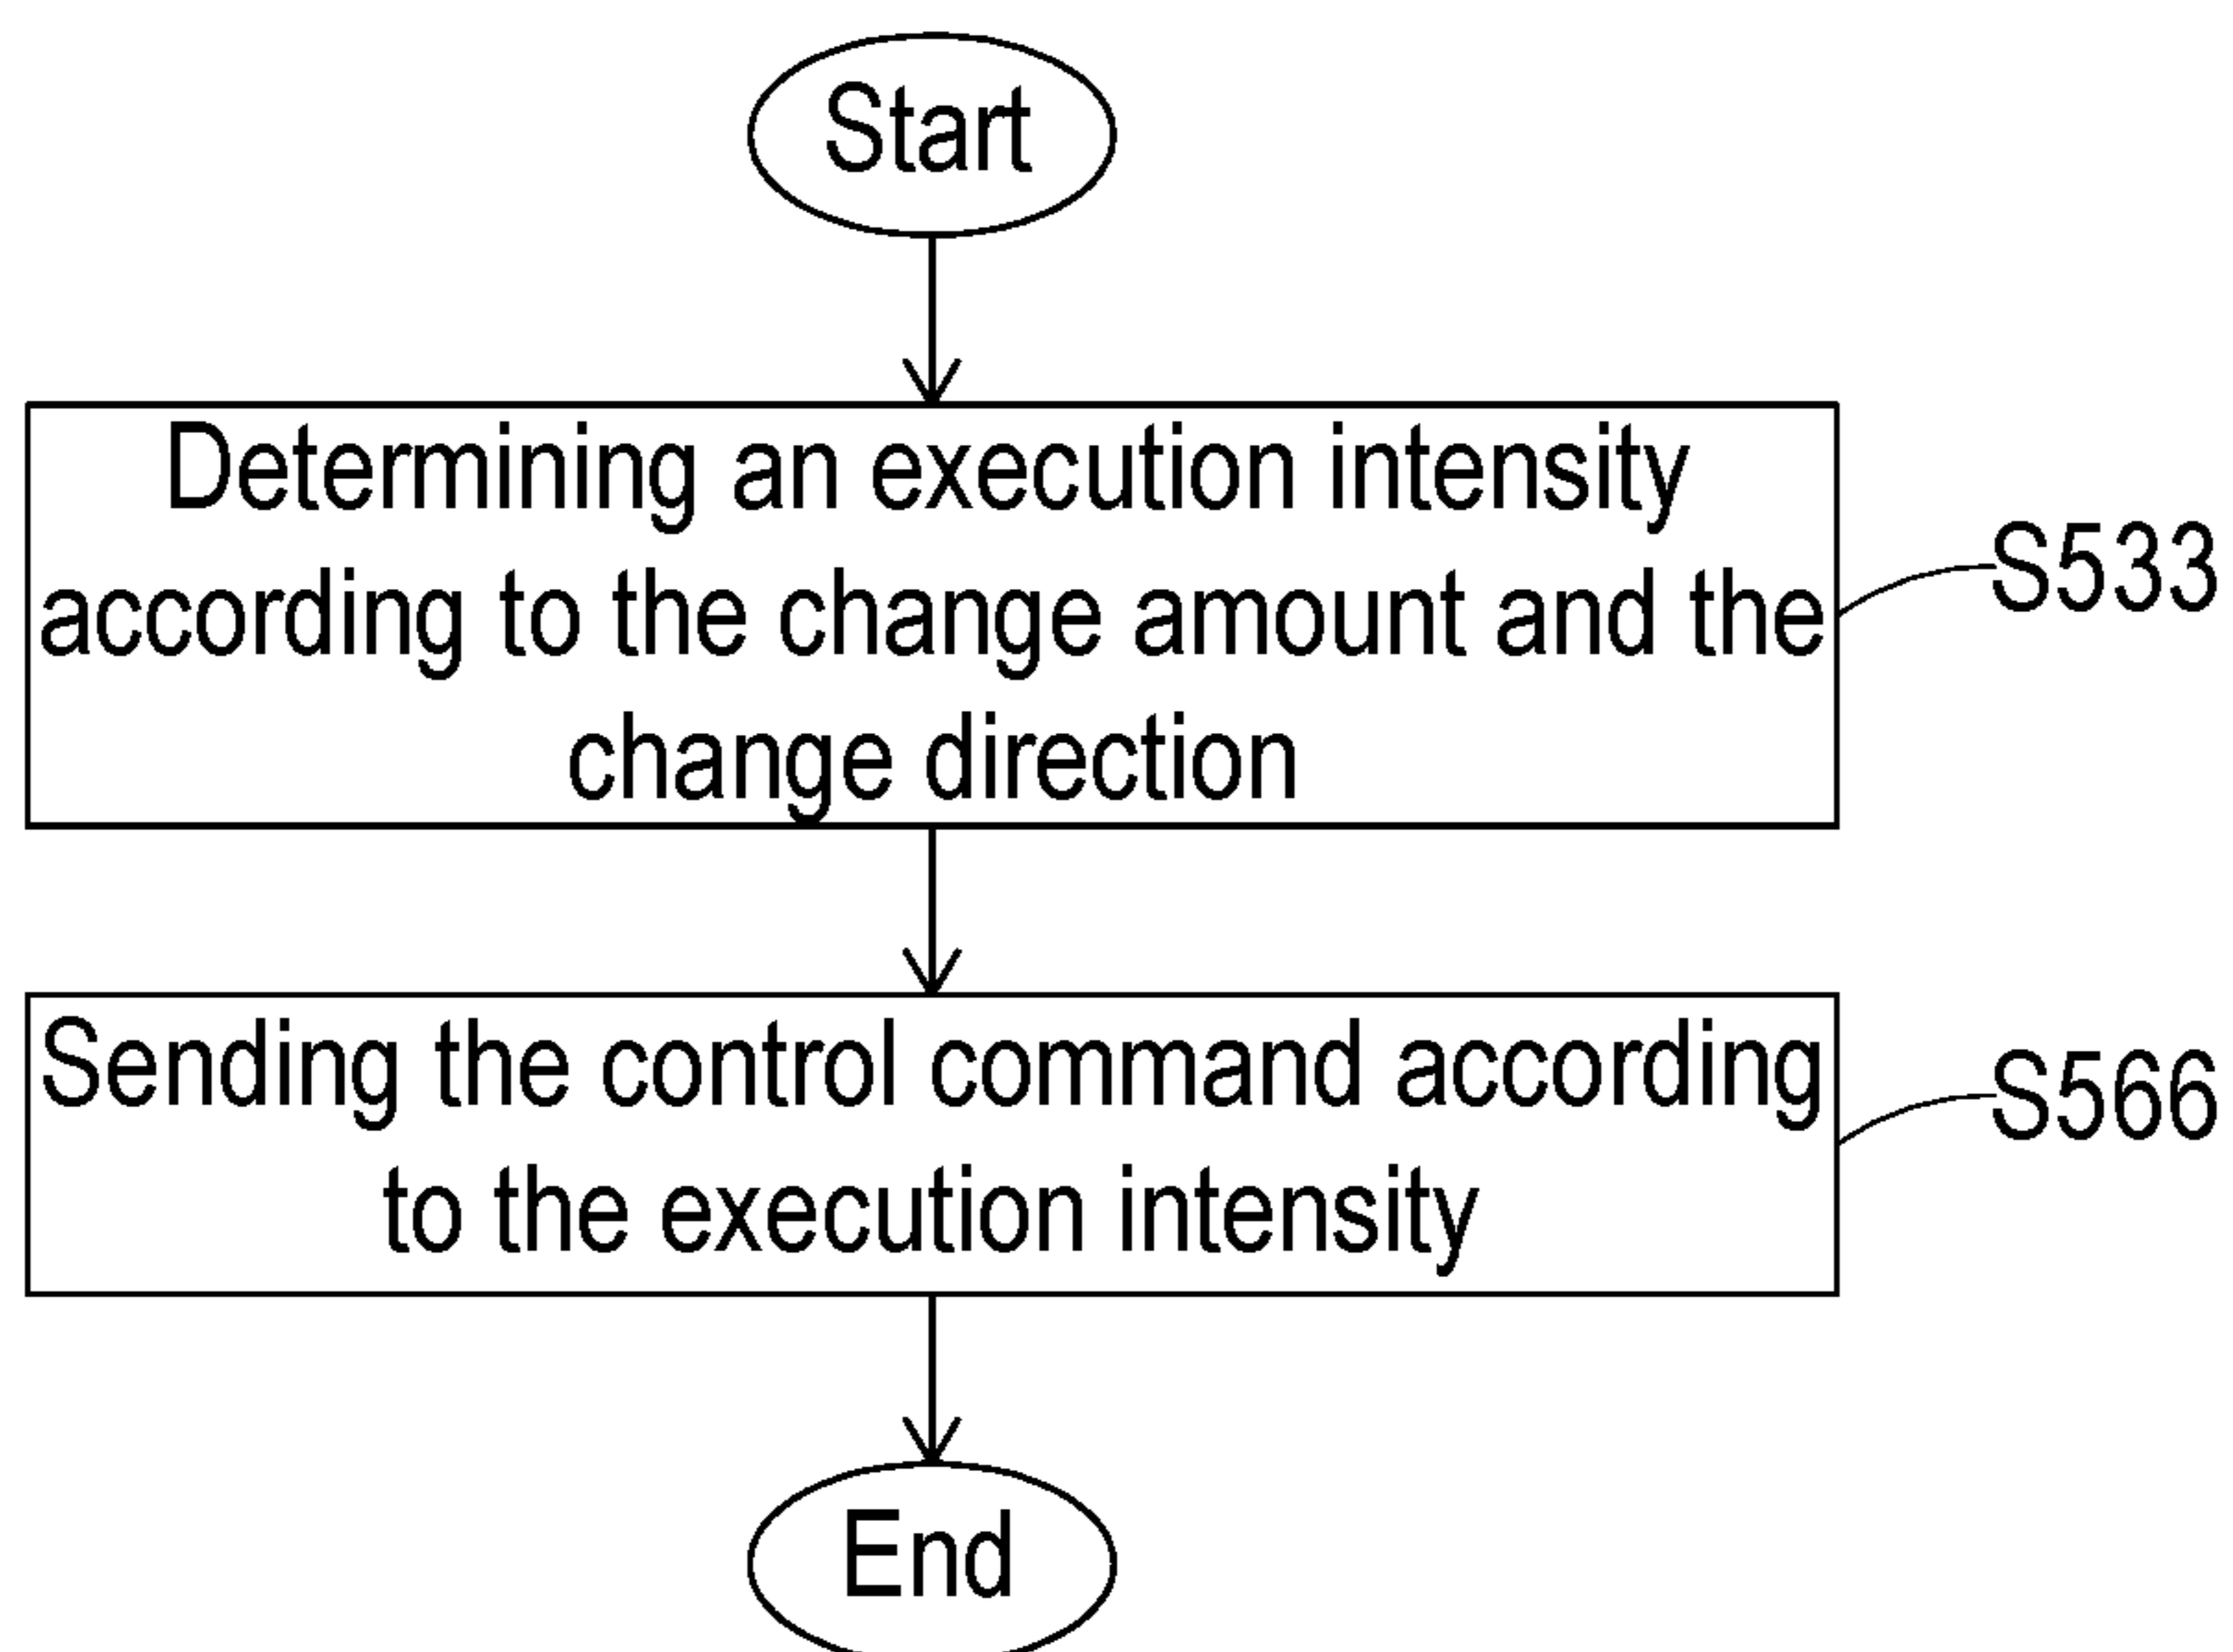 Start
Determining an execution intensity
according to the change amount and the
change direction
S533
Sending the control command according
to the execution intensity
S566
End